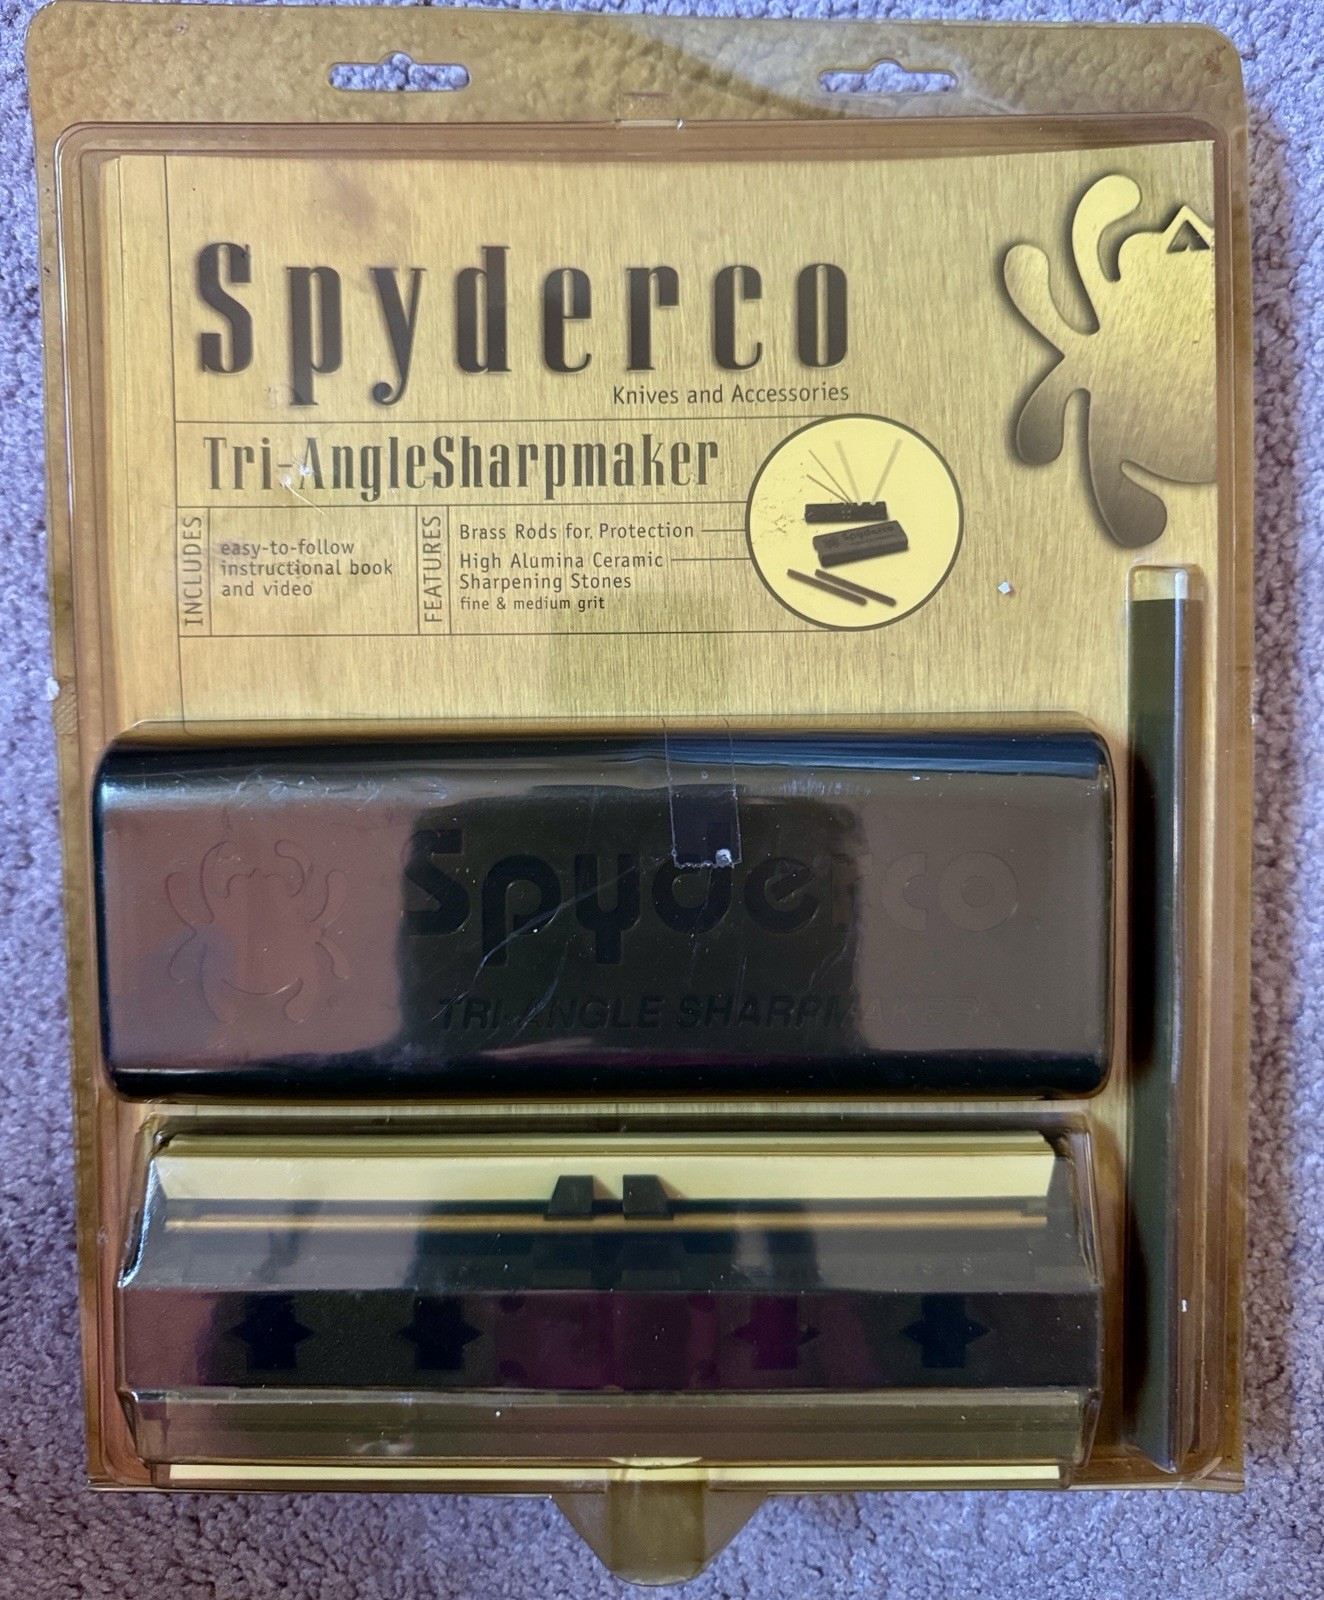 Spyderco
Knives and Accessories
Tri-AngleSharpmaker
INCLUDES
easy-to-follow
instructional book
and video
FEATURES
Brass Rods for Protection
High Alumina Ceramic
Sharpening Stones
fine & medium grit
Spyderco
Spyderco
TRI-ANGLE SHARPMAKER